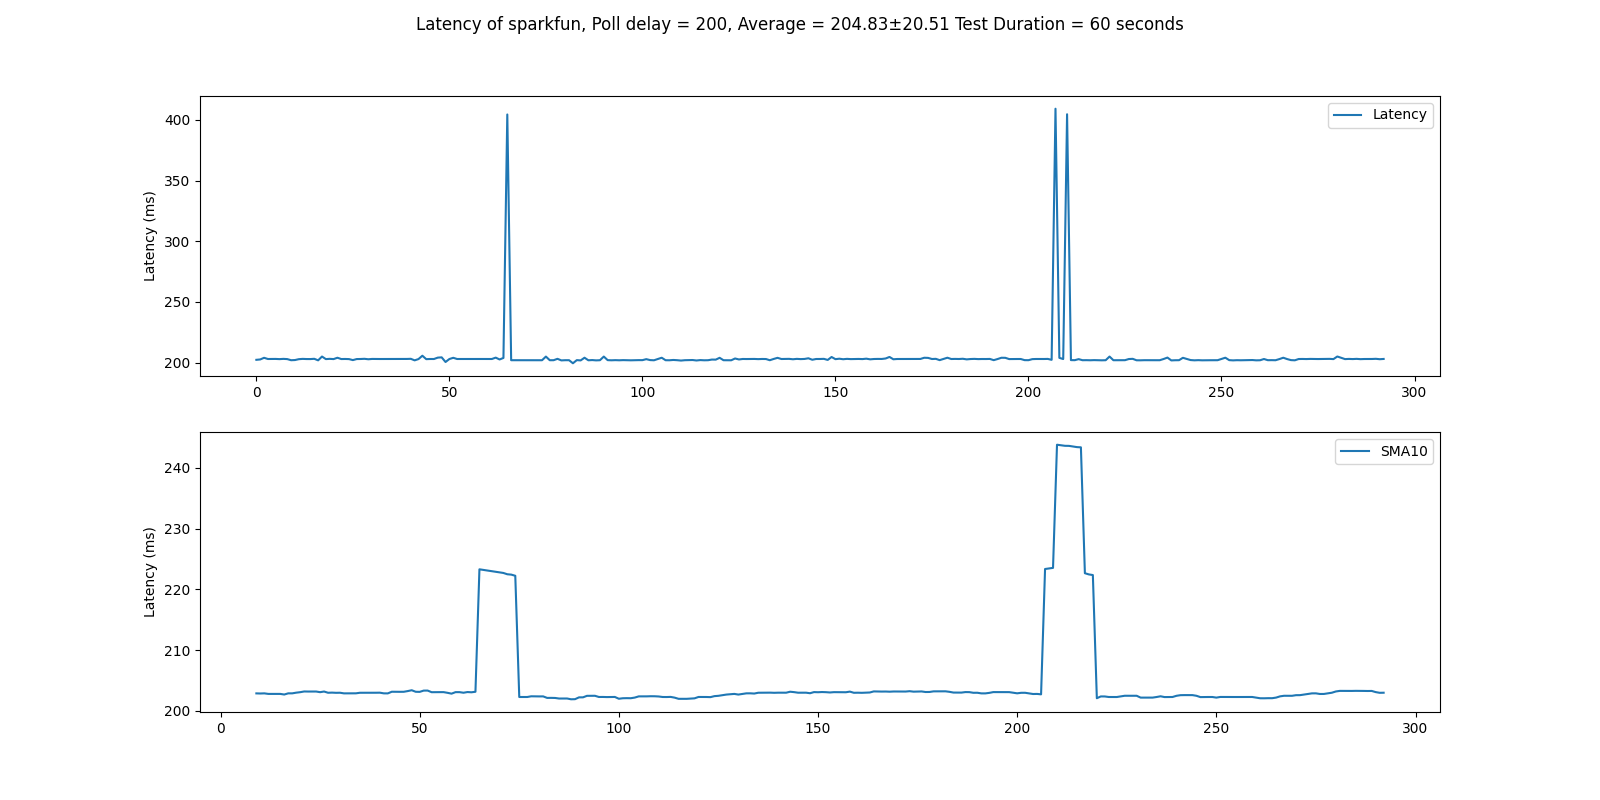 Latency of sparkfun, Poll delay = 200, Average = 204.83±20.51 Test Duration = 60 seconds
Latency
400
350
300
250
200
Latency (ms)
0 50 100 150 200 250 300
SMA10
240
230
220
210
200
Latency (ms)
0 50 100 150 200 250 300